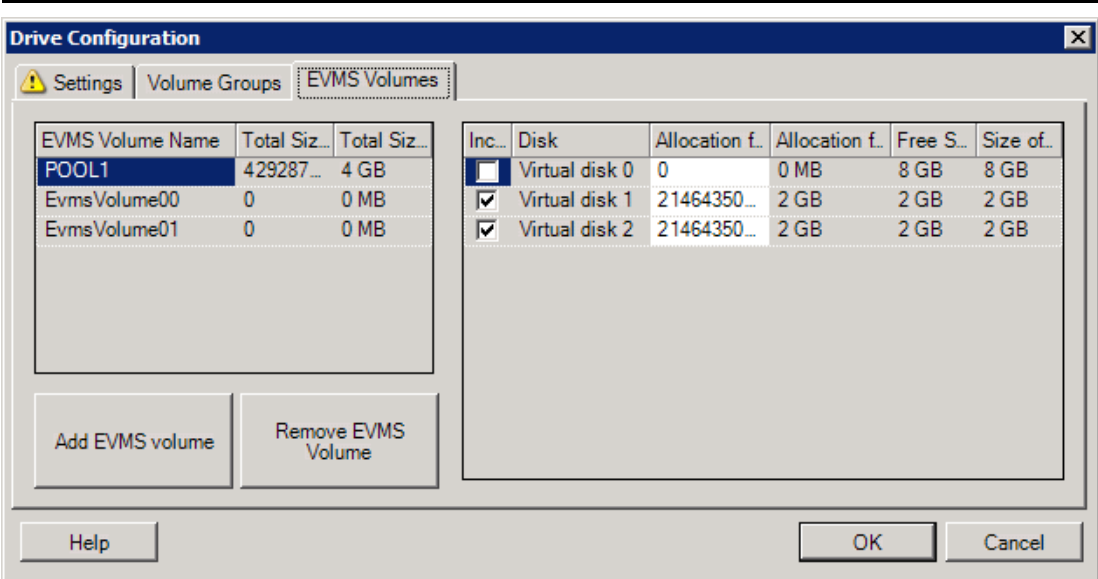 Drive Configuration
Settings Volume Groups EVMS Volumes
EVMS Volume Name Total Siz... Total Siz...
POOL1 429287... 4 GB
EvmsVolume00 0 0 MB
EvmsVolume01 0 0 MB
Inc... Disk Allocation f... Allocation f... Free S... Size of...
Virtual disk 0 0 0 MB 8 GB 8 GB
Virtual disk 1 21464350... 2 GB 2 GB 2 GB
Virtual disk 2 21464350... 2 GB 2 GB 2 GB
Add EVMS volume
Remove EVMS
Volume
Help OK Cancel